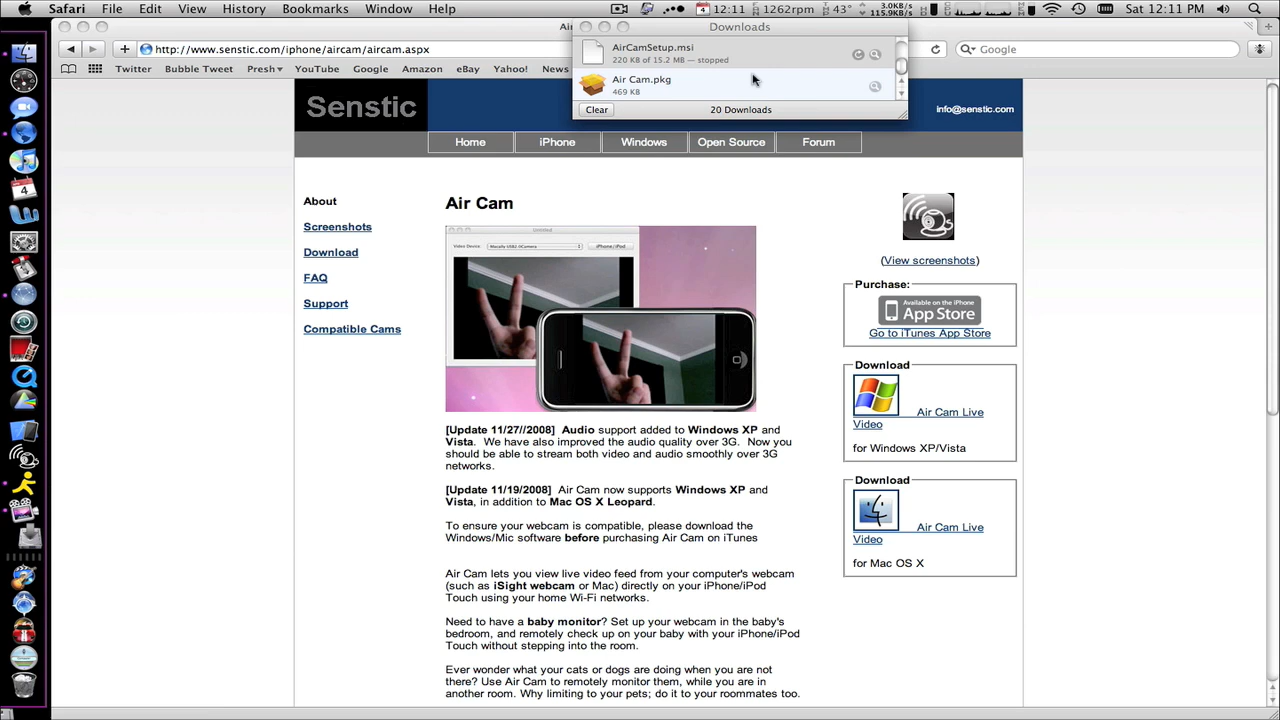 Safari File Edit View History Bookmarks Window Help 12:11 1262rpm 43° 3.0KB/s 115.9KB/s Sat 12:11 PM
Downloads
AirCamSetup.msi
220 KB of 15.2 MB — stopped
Air Cam.pkg
469 KB
Clear 20 Downloads
http://www.senstic.com/iphone/aircam/aircam.aspx
Google
Twitter Better Budget Presh YouTube Google Amazon eBay Yahoo! News
Senstic
info@senstic.com
Home iPhone Windows Open Source Forum
About
Screenshots
Download
FAQ
Support
Compatible Cams
Air Cam
Untitled
Video Device: Macally USB2.0Camera iPhone/iPod
[Update 11/27//2008] Audio support added to Windows XP and
Vista. We have also improved the audio quality over 3G. Now you
should be able to stream both video and audio smoothly over 3G
networks.
[Update 11/19/2008] Air Cam now supports Windows XP and
Vista, in addition to Mac OS X Leopard.
To ensure your webcam is compatible, please download the
Windows/Mic software before purchasing Air Cam on iTunes
Air Cam lets you view live video feed from your computer's webcam
(such as iSight webcam or Mac) directly on your iPhone/iPod
Touch using your home Wi-Fi networks.
Need to have a baby monitor? Set up your webcam in the baby's
bedroom, and remotely check up on your baby with your iPhone/iPod
Touch without stepping into the room.
Ever wonder what your cats or dogs are doing when you are not
there? Use Air Cam to remotely monitor them, while you are in
another room. Why limiting to your pets; do it to your roommates too.
(View screenshots)
Purchase:
Available on the iPhone
App Store
Go to iTunes App Store
Download
Air Cam Live
Video
for Windows XP/Vista
Download
Air Cam Live
Video
for Mac OS X